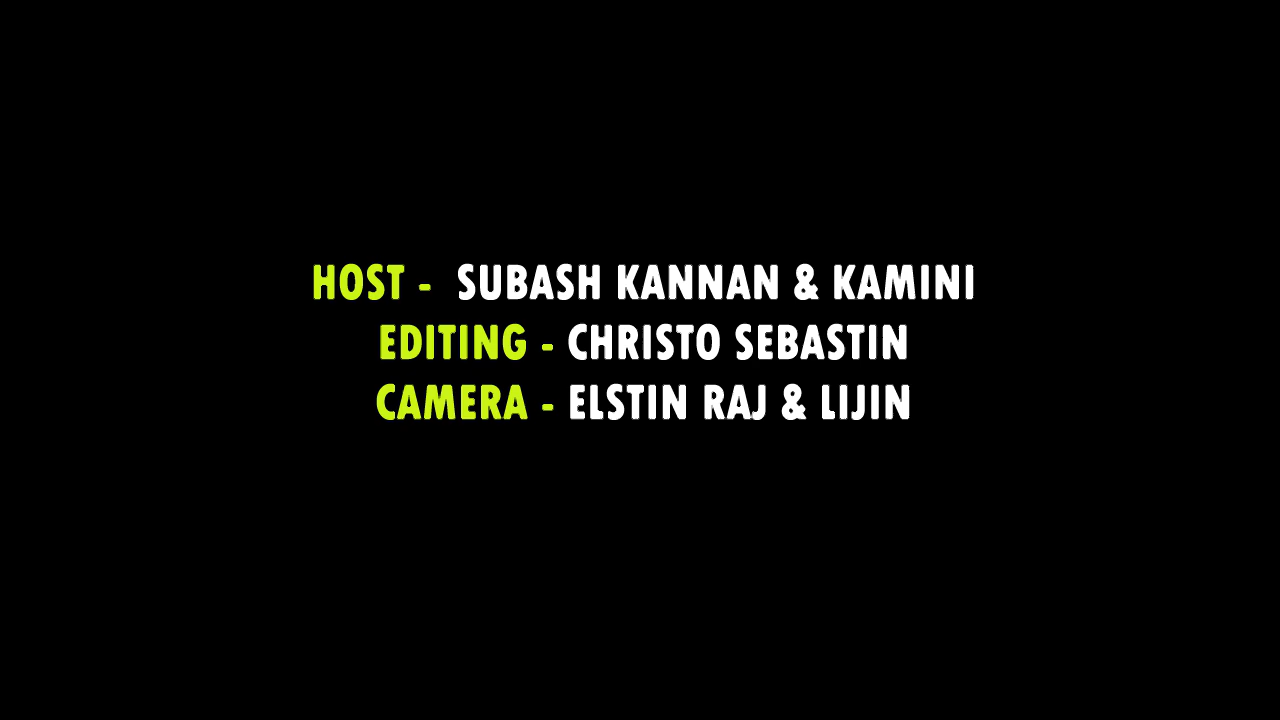 HOST -  SUBASH KANNAN & KAMINI
EDITING - CHRISTO SEBASTIN
CAMERA - ELSTIN RAJ & LIJIN